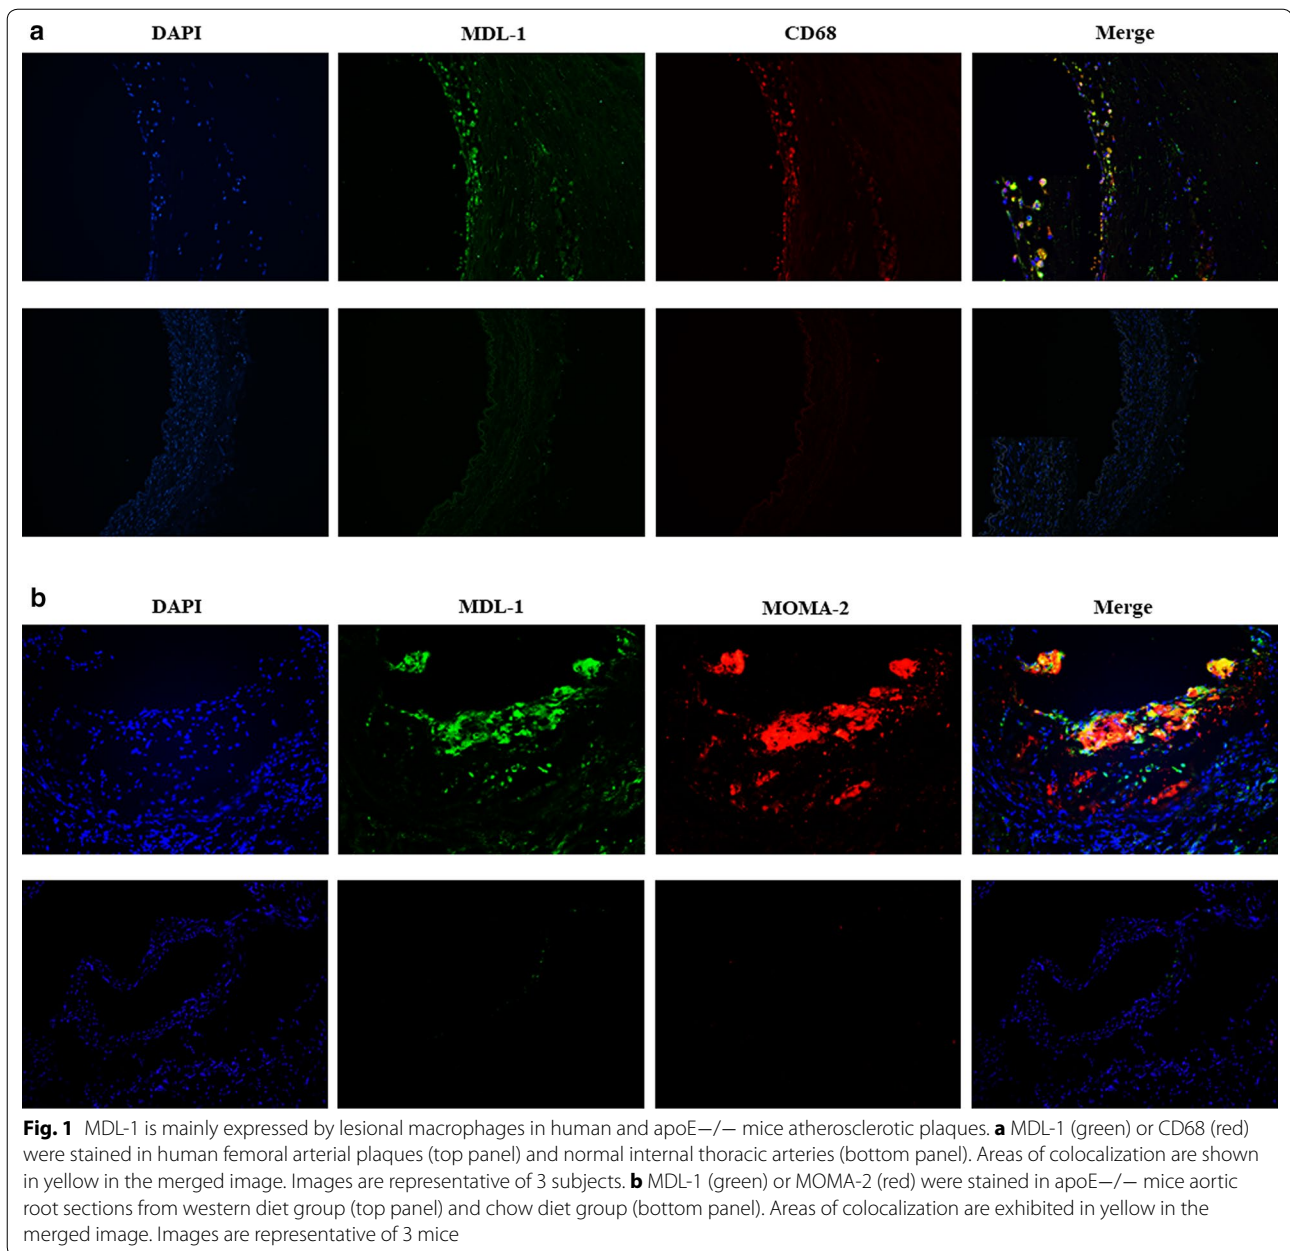 a
DAPI MDL-1 CD68 Merge
b
DAPI MDL-1 MOMA-2 Merge
Fig. 1 MDL-1 is mainly expressed by lesional macrophages in human and apoE−/− mice atherosclerotic plaques. a MDL-1 (green) or CD68 (red)
were stained in human femoral arterial plaques (top panel) and normal internal thoracic arteries (bottom panel). Areas of colocalization are shown
in yellow in the merged image. Images are representative of 3 subjects. b MDL-1 (green) or MOMA-2 (red) were stained in apoE−/− mice aortic
root sections from western diet group (top panel) and chow diet group (bottom panel). Areas of colocalization are exhibited in yellow in the
merged image. Images are representative of 3 mice